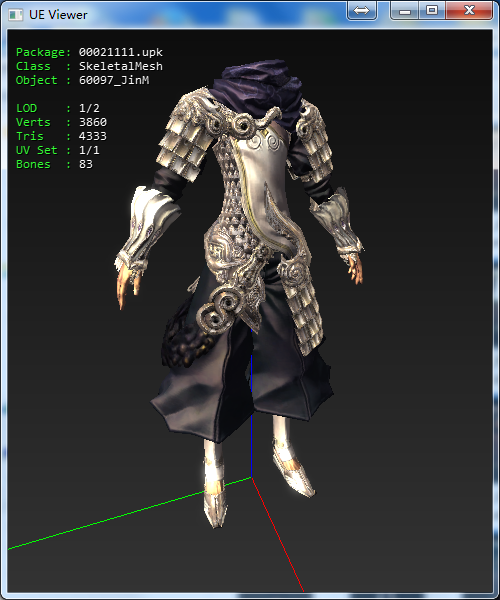 UE Viewer
Package: 00021111.upk
Class  : SkeletalMesh
Object : 60097_JinM
LOD    : 1/2
Verts  : 3860
Tris   : 4333
UV Set : 1/1
Bones  : 83